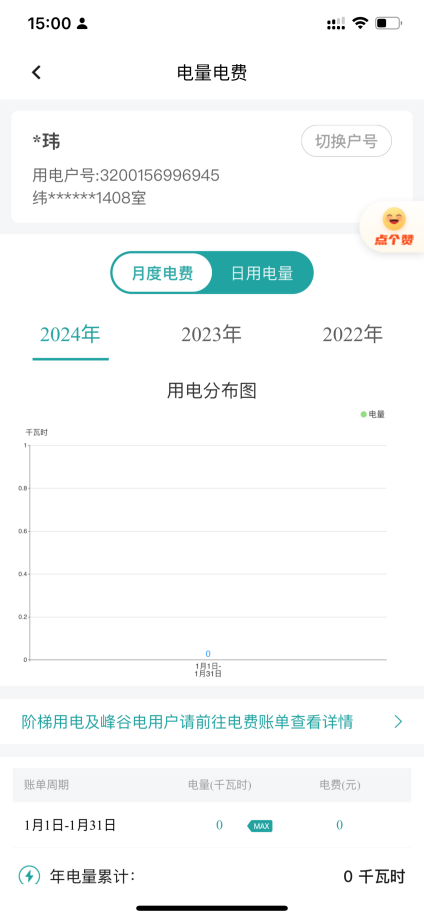 15:00
电量电费
*玮
切换户号
用电户号:3200156996945
纬******1408室
点个赞
月度电费
日用电量
2024年
2023年
2022年
用电分布图
电量
千瓦时
1
0.8
0.6
0.4
0.2
0
0
1月1日-
1月31日
阶梯用电及峰谷电用户请前往电费账单查看详情
账单周期 电量(千瓦时) 电费(元)
1月1日-1月31日 0 MAX 0
年电量累计: 0 千瓦时